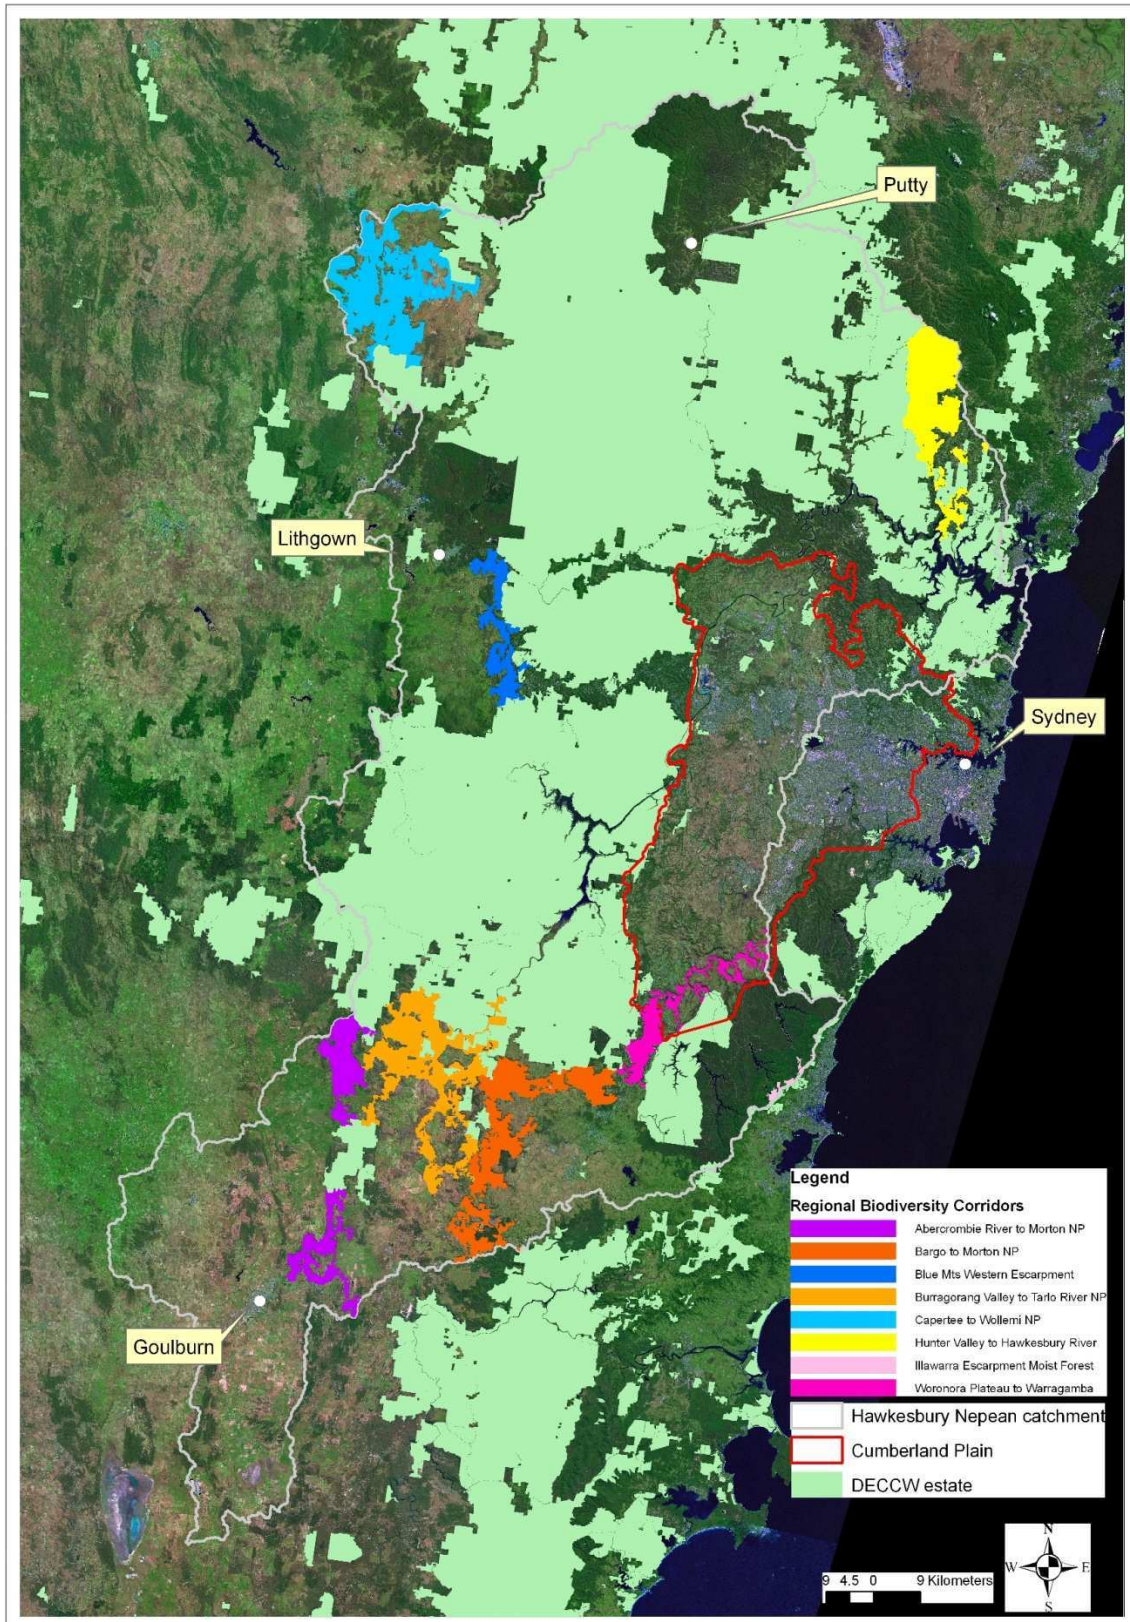 Putty
Lithgown
Sydney
Goulburn
Legend
Regional Biodiversity Corridors
Abercrombie River to Morton NP
Bargo to Morton NP
Blue Mts Western Escarpment
Burragorang Valley to Tarlo River NP
Capertee to Wollemi NP
Hunter Valley to Hawkesbury River
Illawarra Escarpment Moist Forest
Woronora Plateau to Warragamba
Hawkesbury Nepean catchment
Cumberland Plain
DECCW estate
9 4.5 0 9 Kilometers
N
W E
S